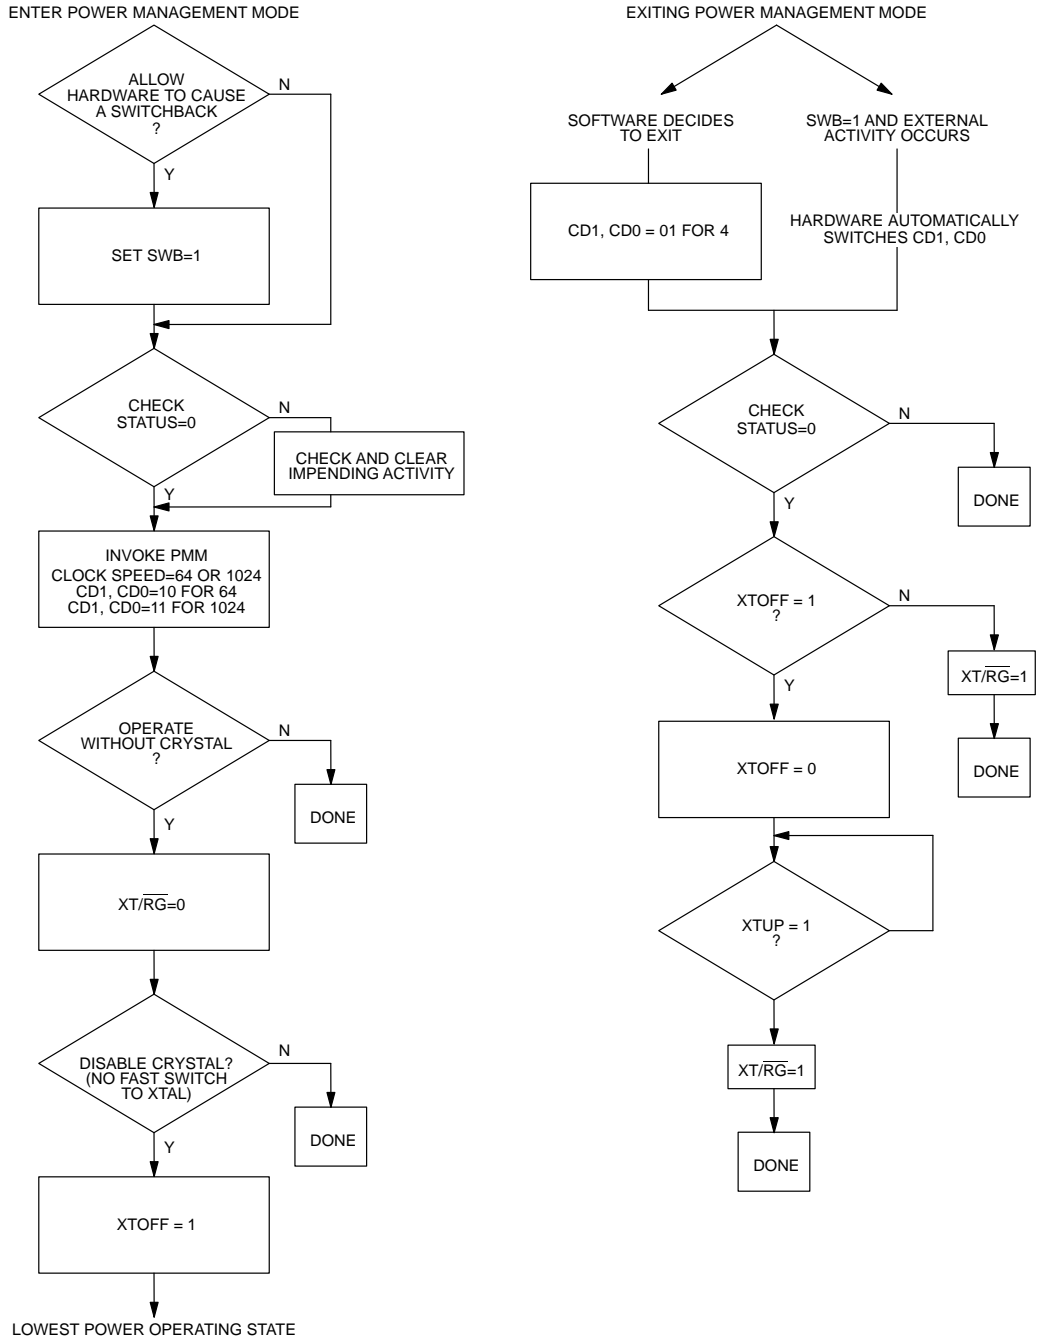 ENTER POWER MANAGEMENT MODE
ALLOW
HARDWARE TO CAUSE
A SWITCHBACK
?
N
Y
SET SWB=1
CHECK
STATUS=0
N
CHECK AND CLEAR
IMPENDING ACTIVITY
Y
INVOKE PMM
CLOCK SPEED=64 OR 1024
CD1, CD0=10 FOR 64
CD1, CD0=11 FOR 1024
OPERATE
WITHOUT CRYSTAL
?
N
DONE
Y
XT/R̅G̅=0
DISABLE CRYSTAL?
(NO FAST SWITCH
TO XTAL)
N
DONE
Y
XTOFF = 1
LOWEST POWER OPERATING STATE
EXITING POWER MANAGEMENT MODE
SOFTWARE DECIDES
TO EXIT
SWB=1 AND EXTERNAL
ACTIVITY OCCURS
CD1, CD0 = 01 FOR 4
HARDWARE AUTOMATICALLY
SWITCHES CD1, CD0
CHECK
STATUS=0
N
DONE
Y
XTOFF = 1
?
N
XT/R̅G̅=1
DONE
Y
XTOFF = 0
XTUP = 1
?
XT/R̅G̅=1
DONE